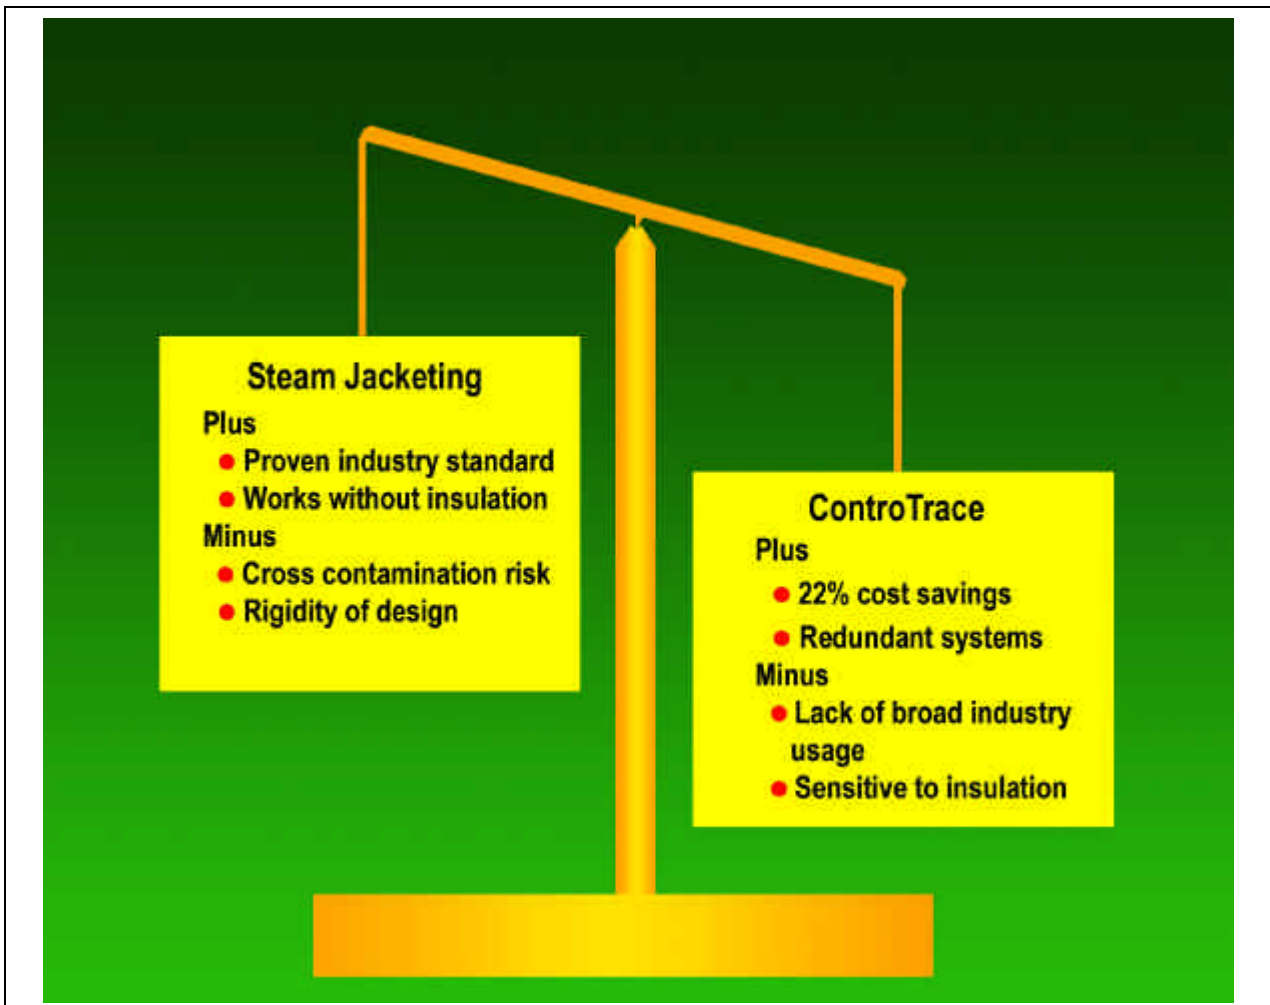 Steam Jacketing
Plus
● Proven industry standard
● Works without insulation
Minus
● Cross contamination risk
● Rigidity of design
ControTrace
Plus
● 22% cost savings
● Redundant systems
Minus
● Lack of broad industry
usage
● Sensitive to insulation